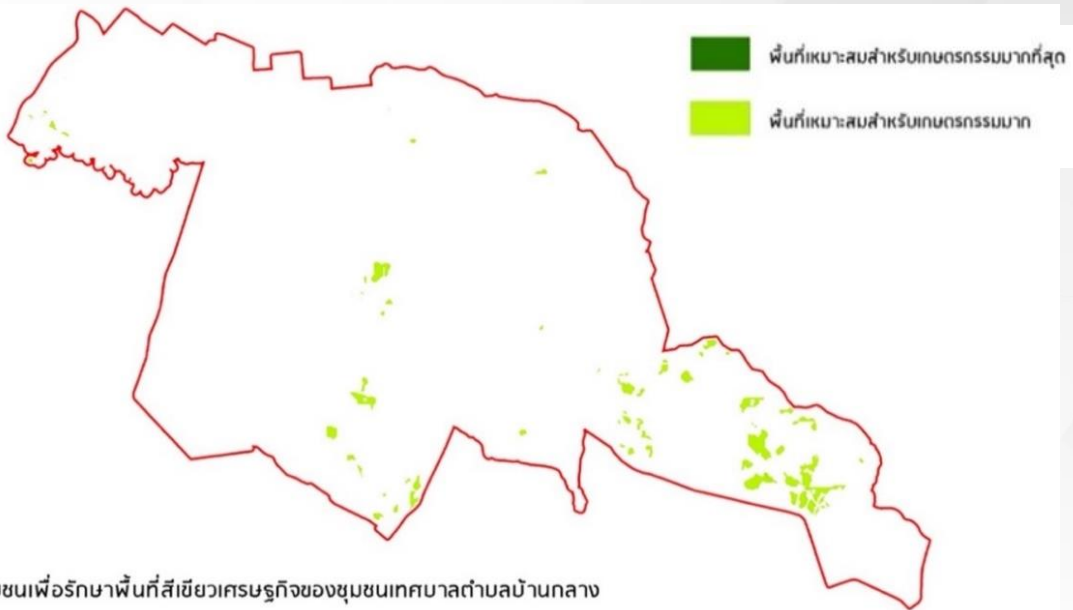 พื้นที่เหมาะสมสำหรับเกษตรกรรมมากที่สุด
พื้นที่เหมาะสมสำหรับเกษตรกรรมมาก
ชนเพื่อรักษาพื้นที่สีเขียวเศรษฐกิจของชุมชนเทศบาลตำบลบ้านกลาง